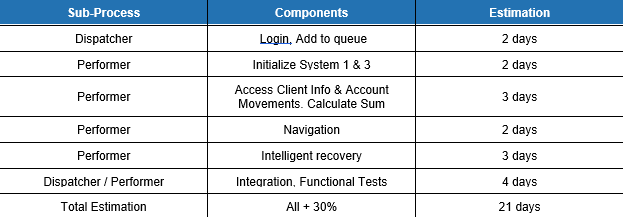 Sub-Process Components Estimation
Dispatcher Login, Add to queue 2 days
Performer Initialize System 1 & 3 2 days
Performer Access Client Info & Account Movements. Calculate Sum 3 days
Performer Navigation 2 days
Performer Intelligent recovery 3 days
Dispatcher / Performer Integration, Functional Tests 4 days
Total Estimation All + 30% 21 days